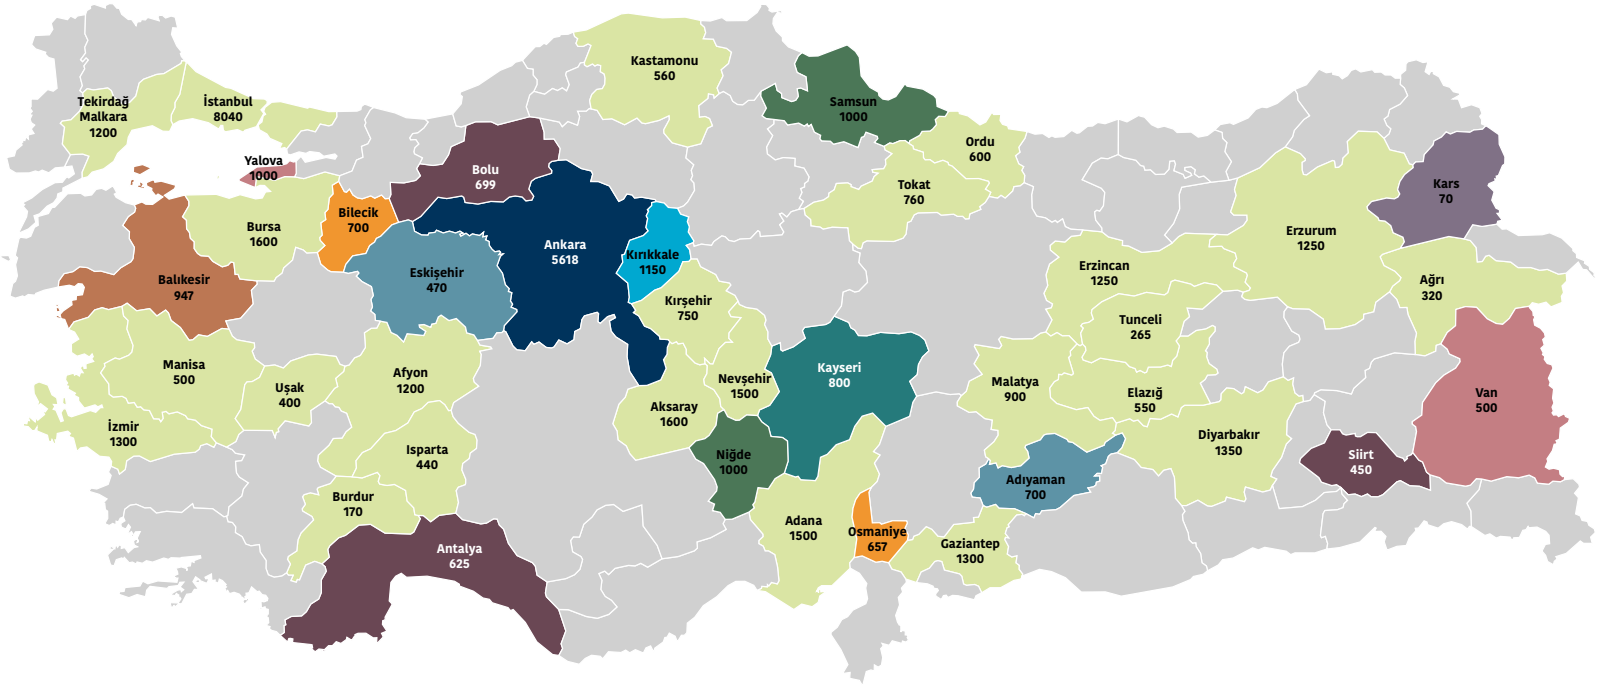 Kastamonu
560
Tekirdağ
Malkara
1200
İstanbul
8040
Samsun
1000
Yalova
1000
Bolu
699
Ordu
600
Tokat
760
Kars
70
Bilecik
700
Bursa
1600
Ankara
5618
Kırıkkale
1150
Erzurum
1250
Eskişehir
470
Erzincan
1250
Balıkesir
947
Ağrı
320
Kırşehir
750
Tunceli
265
Manisa
500
Uşak
400
Afyon
1200
Nevşehir
1500
Kayseri
800
Malatya
900
Elazığ
550
Van
500
Aksaray
1600
İzmir
1300
Isparta
440
Diyarbakır
1350
Niğde
1000
Siirt
450
Adıyaman
700
Burdur
170
Adana
1500
Osmaniye
657
Gaziantep
1300
Antalya
625